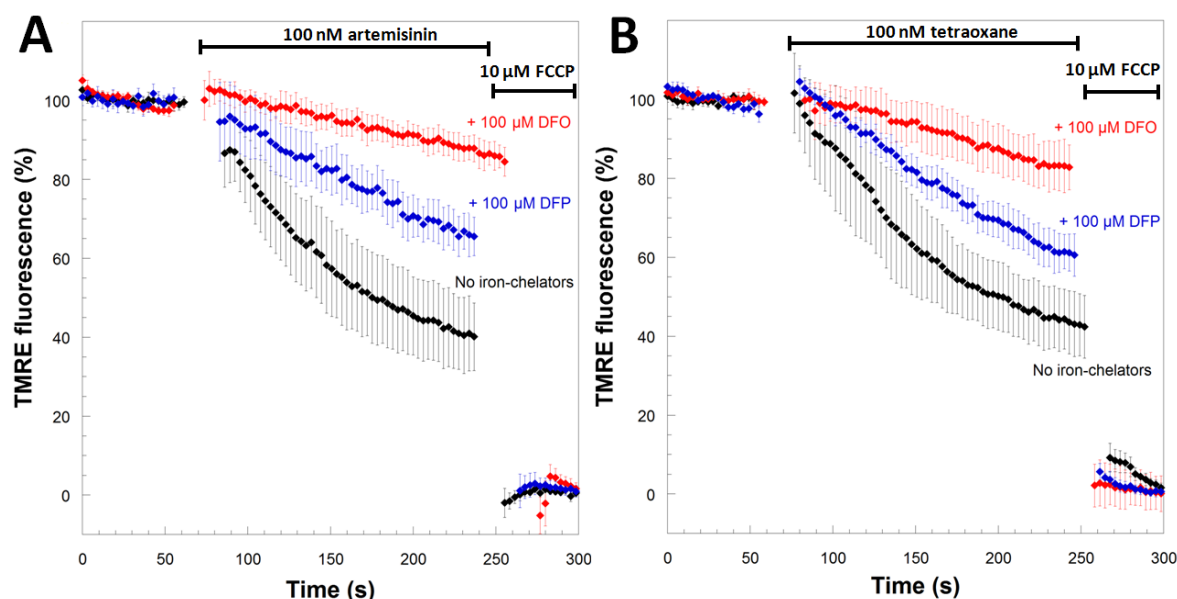 A
100 nM artemisinin
10 µM FCCP
+ 100 µM DFO
+ 100 µM DFP
No iron-chelators
TMRE fluorescence (%)
100
80
60
40
20
0
0 50 100 150 200 250 300
Time (s)
B
100 nM tetraoxane
10 µM FCCP
+ 100 µM DFO
+ 100 µM DFP
No iron-chelators
TMRE fluorescence (%)
100
80
60
40
20
0
0 50 100 150 200 250 300
Time (s)